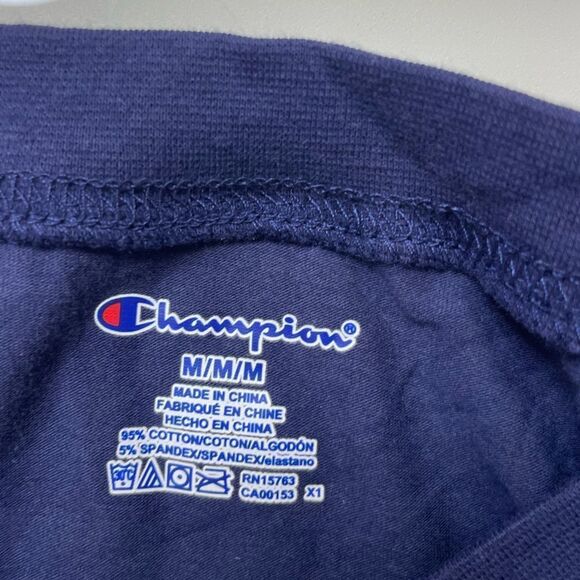 Champion®
M/M/M
MADE IN CHINA
FABRIQUÉ EN CHINE
HECHO EN CHINA
95% COTTON/COTON/ALGODÓN
5% SPANDEX/SPANDEX/elastano
30°C RN15763
CA00153 X1